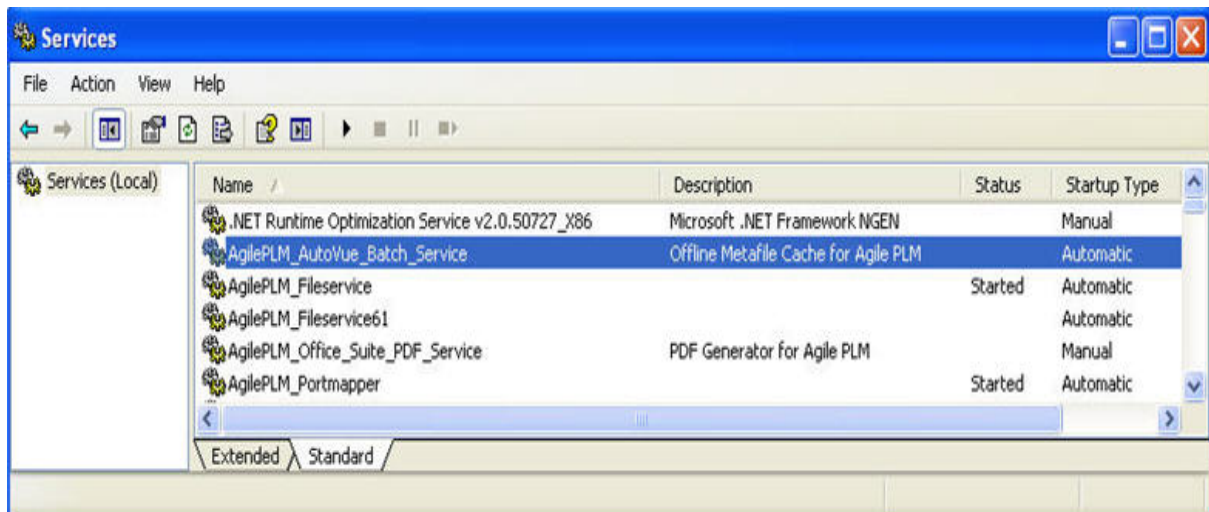 Services
File Action View Help
Services (Local)
Name Description Status Startup Type
.NET Runtime Optimization Service v2.0.50727_X86 Microsoft .NET Framework NGEN Manual
AgilePLM_AutoVue_Batch_Service Offline Metafile Cache for Agile PLM Automatic
AgilePLM_Fileservice Started Automatic
AgilePLM_Fileservice61 Automatic
AgilePLM_Office_Suite_PDF_Service PDF Generator for Agile PLM Manual
AgilePLM_Portmapper Started Automatic
Extended Standard